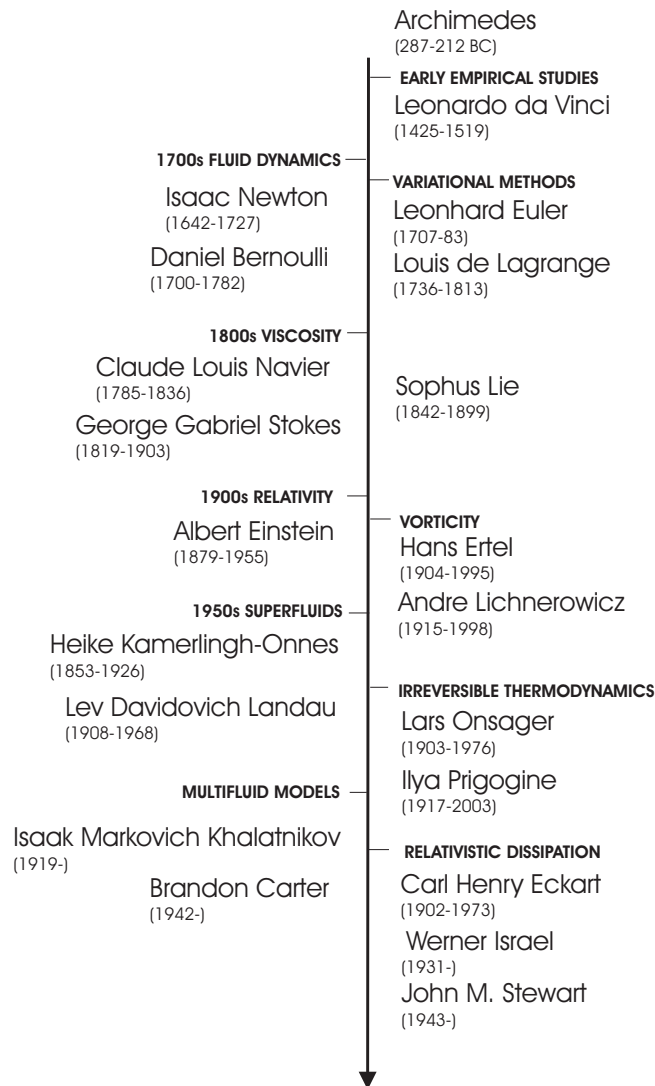 Archimedes
(287-212 BC)
EARLY EMPIRICAL STUDIES
Leonardo da Vinci
(1425-1519)
1700s FLUID DYNAMICS
Isaac Newton
(1642-1727)
Daniel Bernoulli
(1700-1782)
VARIATIONAL METHODS
Leonhard Euler
(1707-83)
Louis de Lagrange
(1736-1813)
1800s VISCOSITY
Claude Louis Navier
(1785-1836)
George Gabriel Stokes
(1819-1903)
Sophus Lie
(1842-1899)
1900s RELATIVITY
Albert Einstein
(1879-1955)
VORTICITY
Hans Ertel
(1904-1995)
Andre Lichnerowicz
(1915-1998)
1950s SUPERFLUIDS
Heike Kamerlingh-Onnes
(1853-1926)
Lev Davidovich Landau
(1908-1968)
IRREVERSIBLE THERMODYNAMICS
Lars Onsager
(1903-1976)
Ilya Prigogine
(1917-2003)
MULTIFLUID MODELS
Isaak Markovich Khalatnikov
(1919-)
Brandon Carter
(1942-)
RELATIVISTIC DISSIPATION
Carl Henry Eckart
(1902-1973)
Werner Israel
(1931-)
John M. Stewart
(1943-)